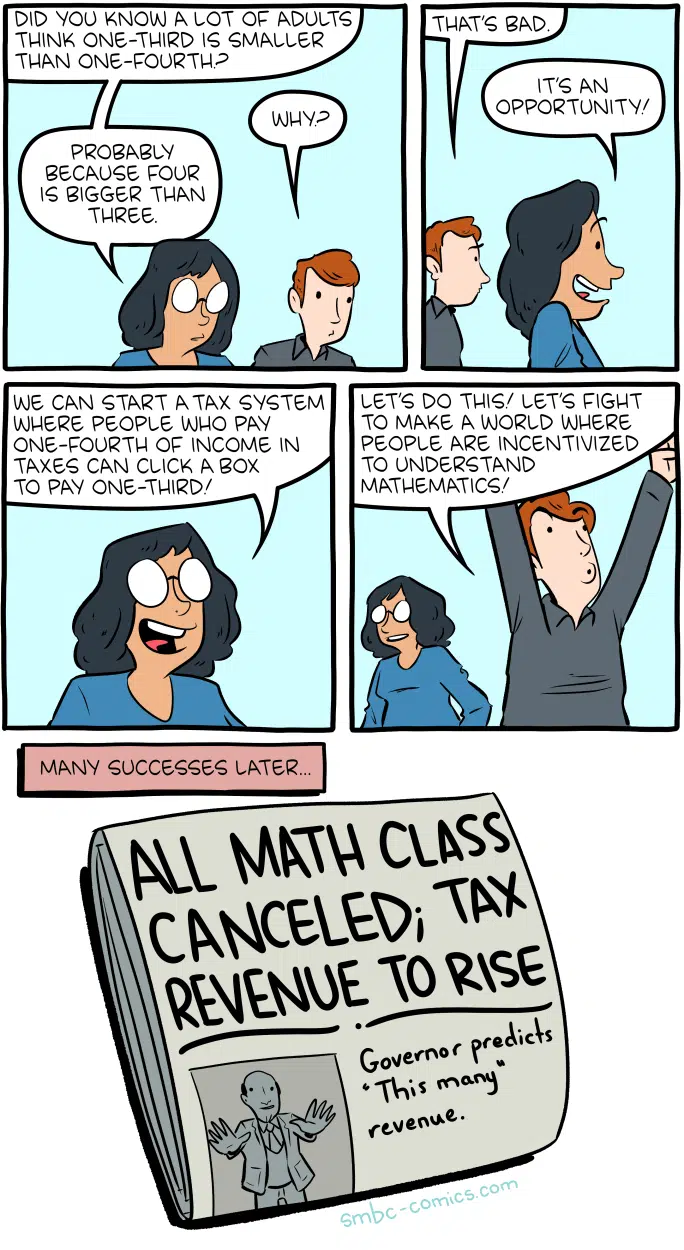 DID YOU KNOW A LOT OF ADULTS
THINK ONE-THIRD IS SMALLER
THAN ONE-FOURTH?
WHY?
PROBABLY
BECAUSE FOUR
IS BIGGER THAN
THREE.
THAT'S BAD.
IT'S AN
OPPORTUNITY!
WE CAN START A TAX SYSTEM
WHERE PEOPLE WHO PAY
ONE-FOURTH OF INCOME IN
TAXES CAN CLICK A BOX
TO PAY ONE-THIRD!
LET'S DO THIS! LET'S FIGHT
TO MAKE A WORLD WHERE
PEOPLE ARE INCENTIVIZED
TO UNDERSTAND
MATHEMATICS!
MANY SUCCESSES LATER...
ALL MATH CLASS
CANCELED; TAX
REVENUE TO RISE
Governor predicts
"This many"
revenue.
smbc-comics.com